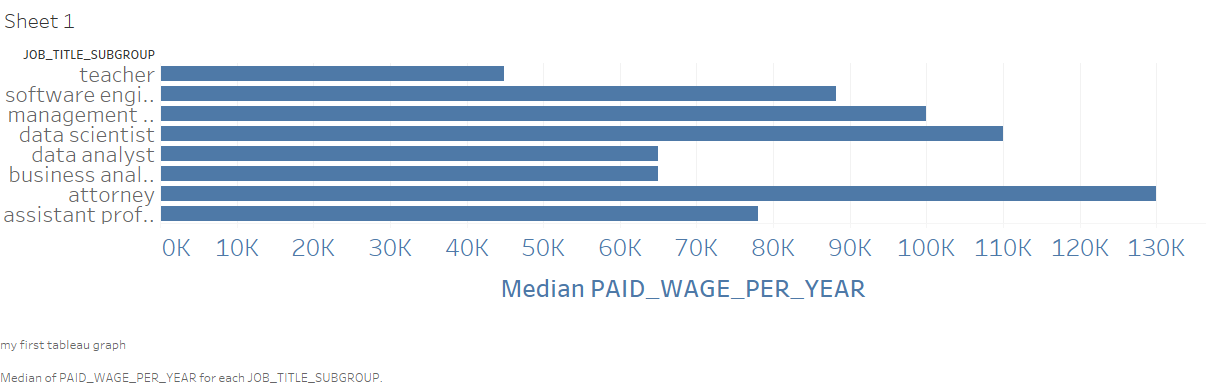 Sheet 1
JOB_TITLE_SUBGROUP
teacher
software engi..
management ..
data scientist
data analyst
business anal..
attorney
assistant prof..
0K 10K 20K 30K 40K 50K 60K 70K 80K 90K 100K 110K 120K 130K
Median PAID_WAGE_PER_YEAR
my first tableau graph
Median of PAID_WAGE_PER_YEAR for each JOB_TITLE_SUBGROUP.